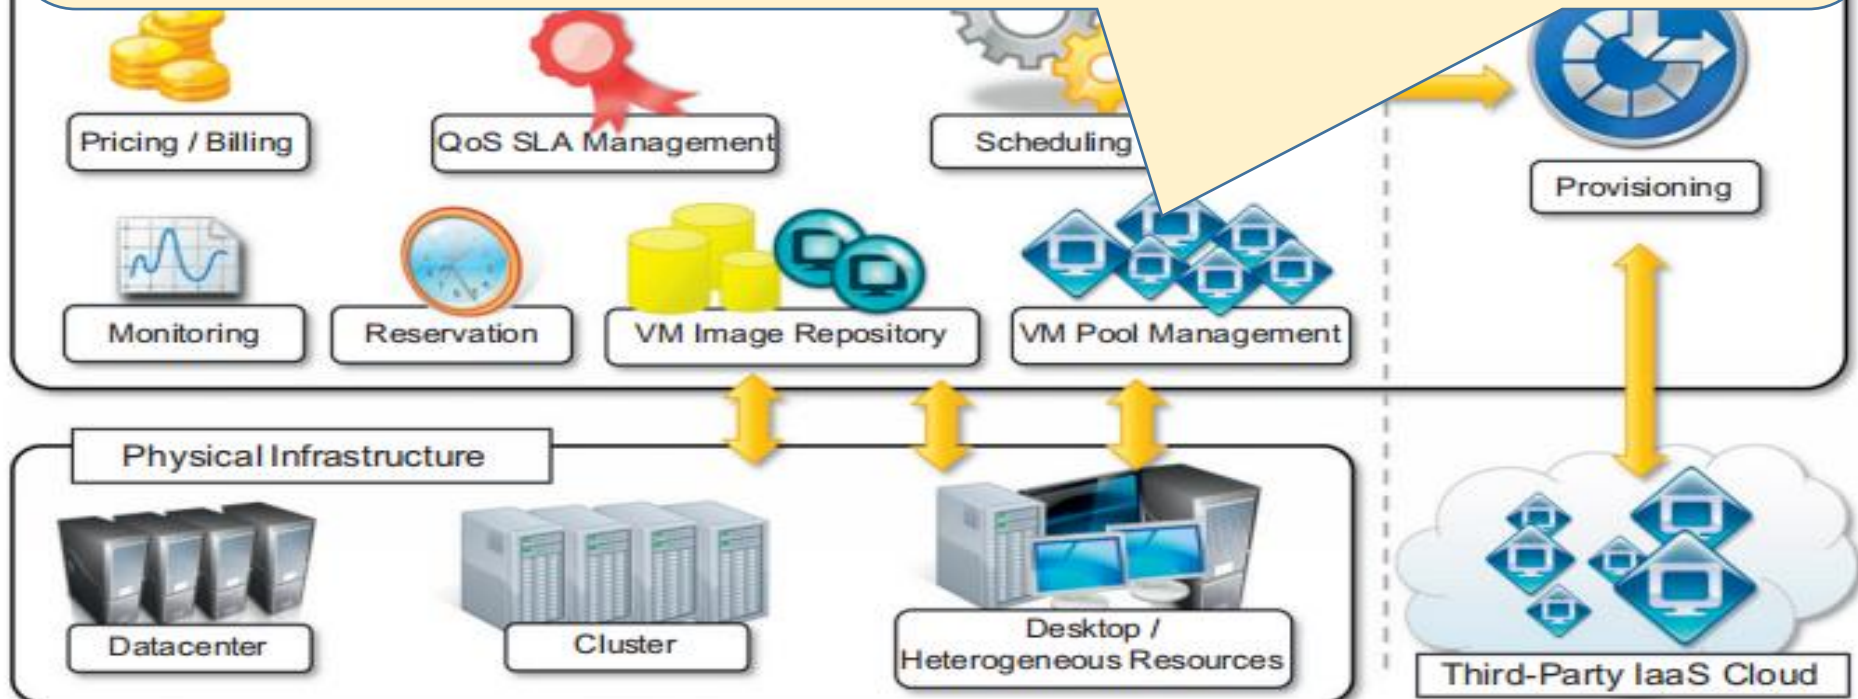 Pricing / Billing
QoS SLA Management
Scheduling
Provisioning
Monitoring
Reservation
VM Image Repository
VM Pool Management
Physical Infrastructure
Datacenter
Cluster
Desktop /
Heterogeneous Resources
Third-Party IaaS Cloud